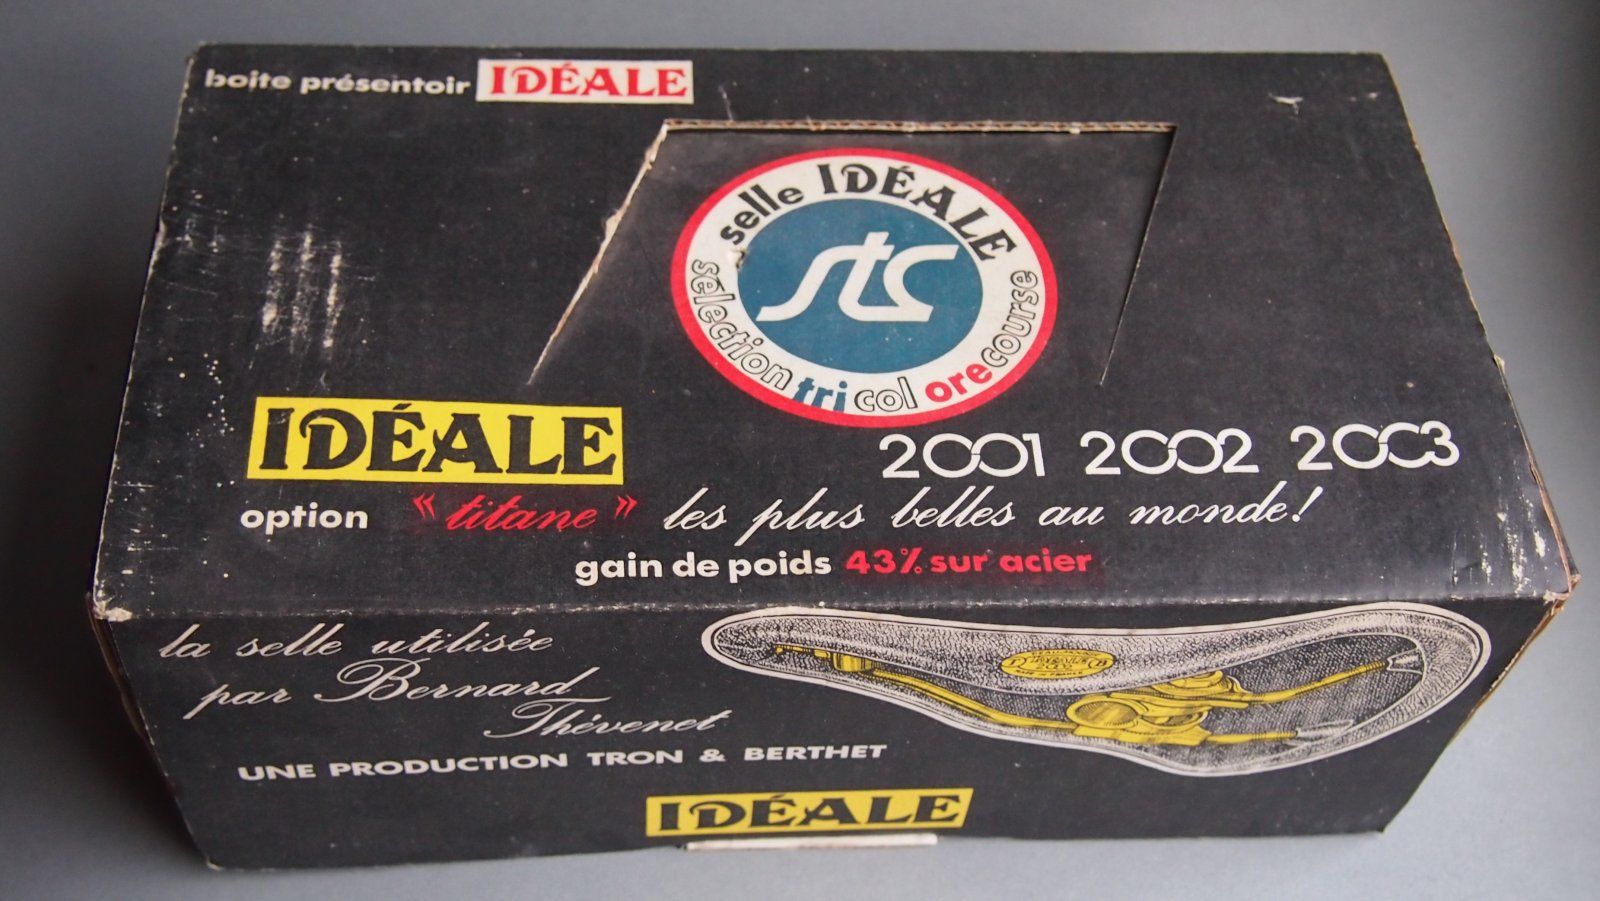 boite présentoir IDÉALE
selle IDÉALE
stc
sélection tricolore course
IDÉALE
2001 2002 2003
option « titane » les plus belles au monde!
gain de poids 43% sur acier
la selle utilisée
par Bernard
Thévenet
UNE PRODUCTION TRON & BERTHET
IDÉALE